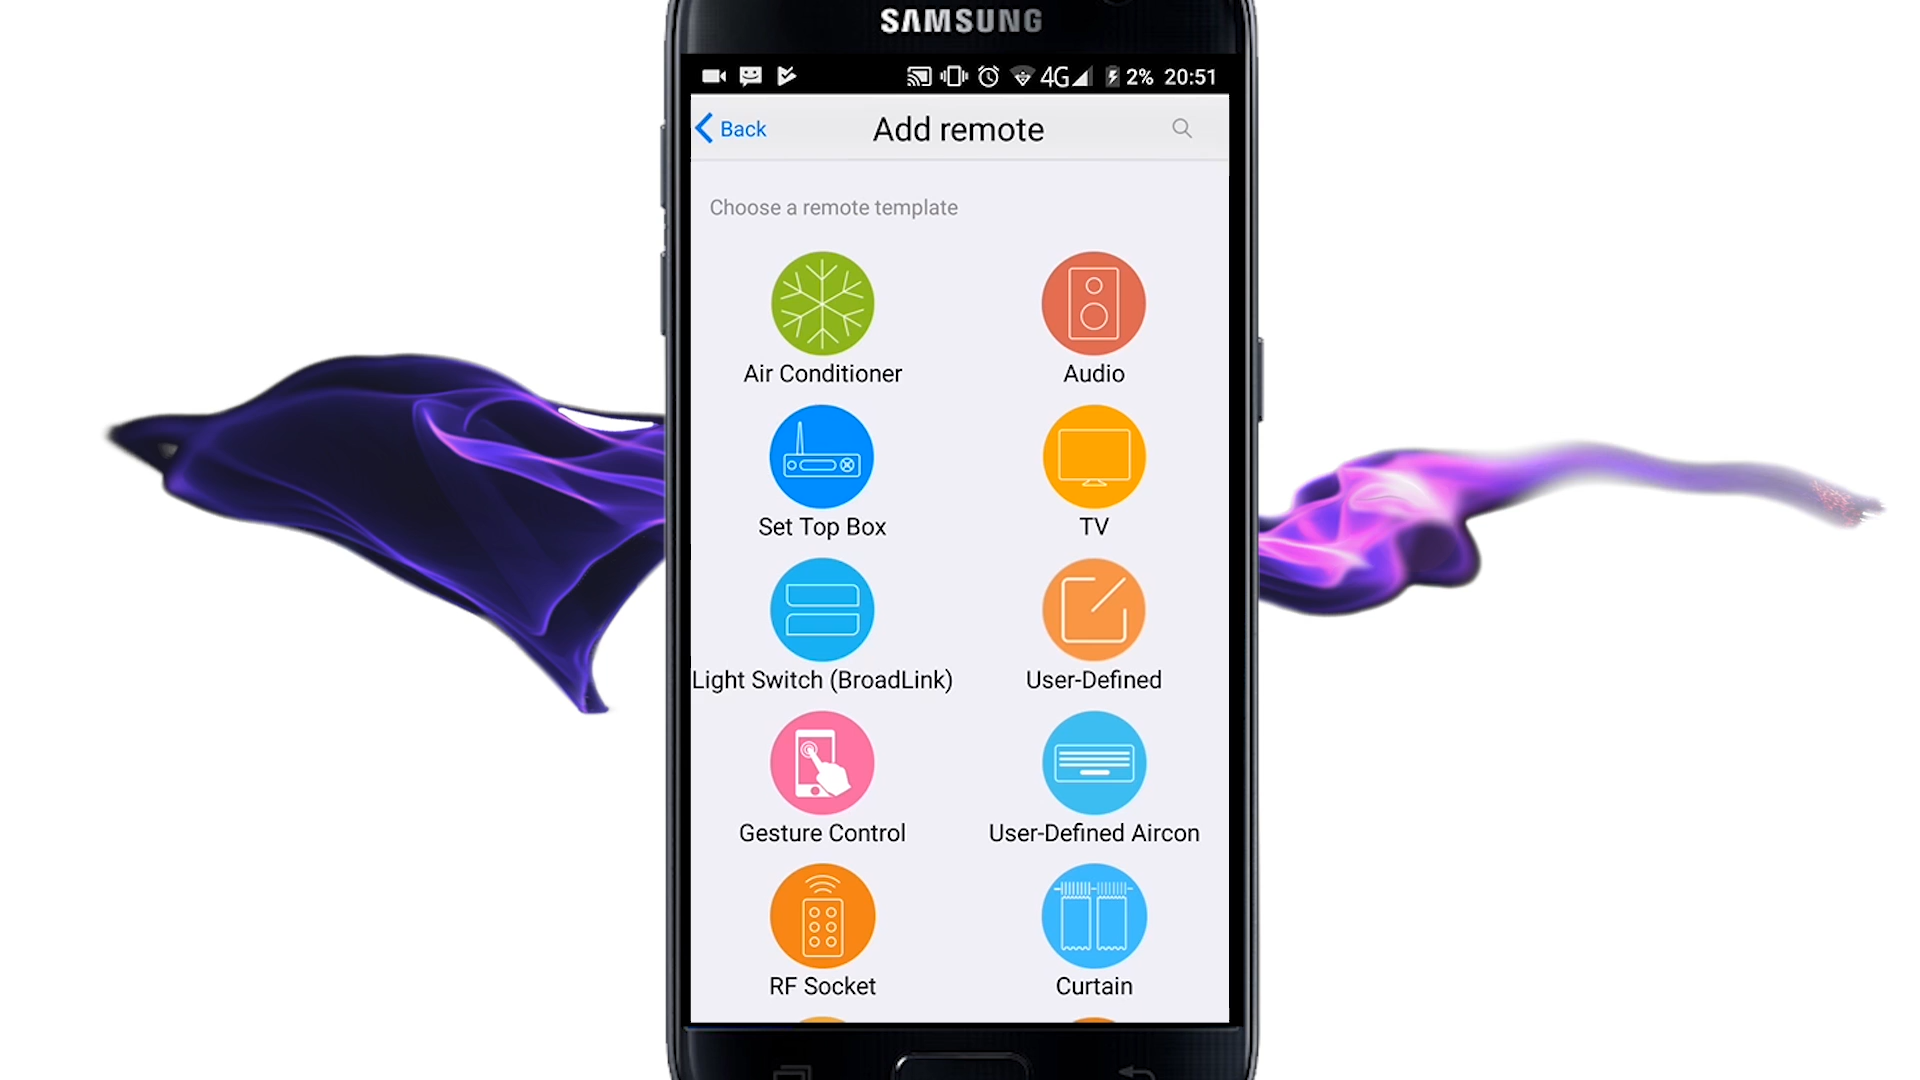 SAMSUNG
4G 2% 20:51
Back Add remote
Choose a remote template
Air Conditioner Audio
Set Top Box TV
Light Switch (BroadLink) User-Defined
Gesture Control User-Defined Aircon
RF Socket Curtain